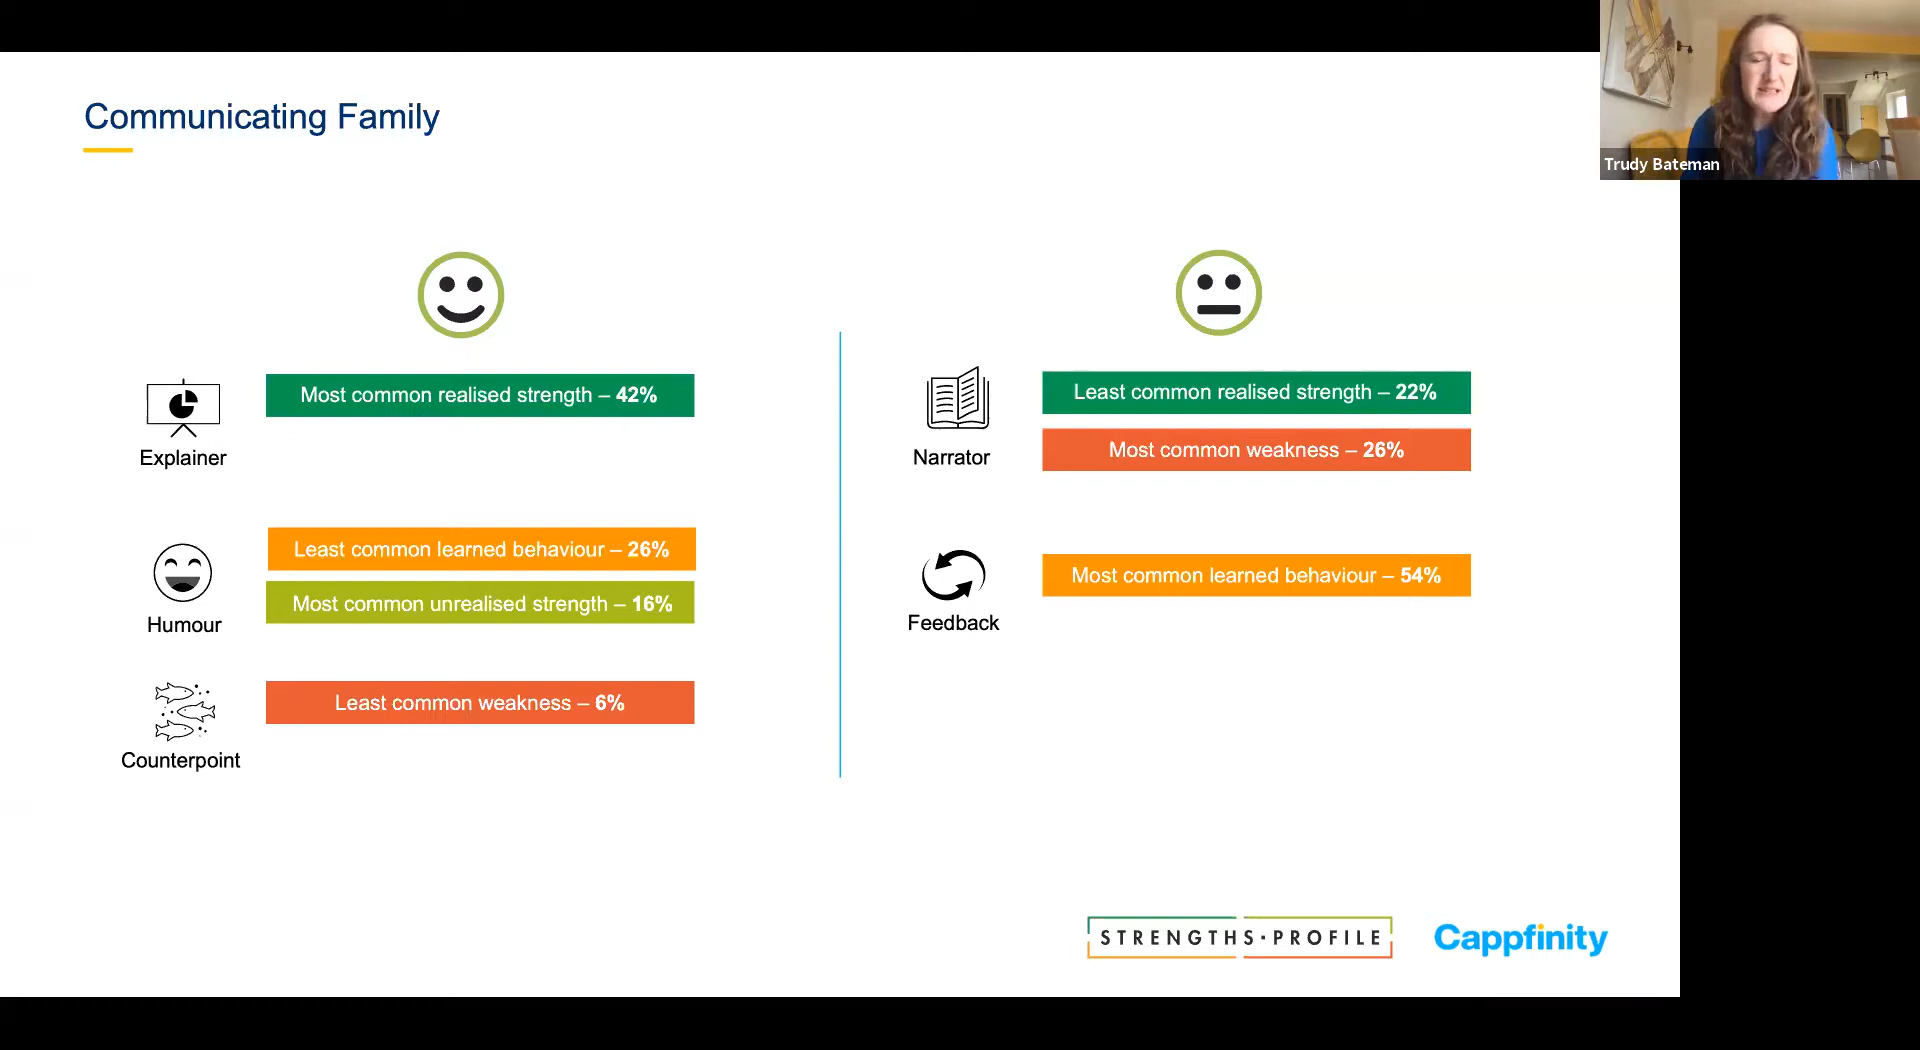 Communicating Family
Trudy Bateman
Most common realised strength – 42%
Explainer
Least common learned behaviour – 26%
Most common unrealised strength – 16%
Humour
Least common weakness – 6%
Counterpoint
Least common realised strength – 22%
Most common weakness – 26%
Narrator
Most common learned behaviour – 54%
Feedback
STRENGTHS·PROFILE
Cappfinity